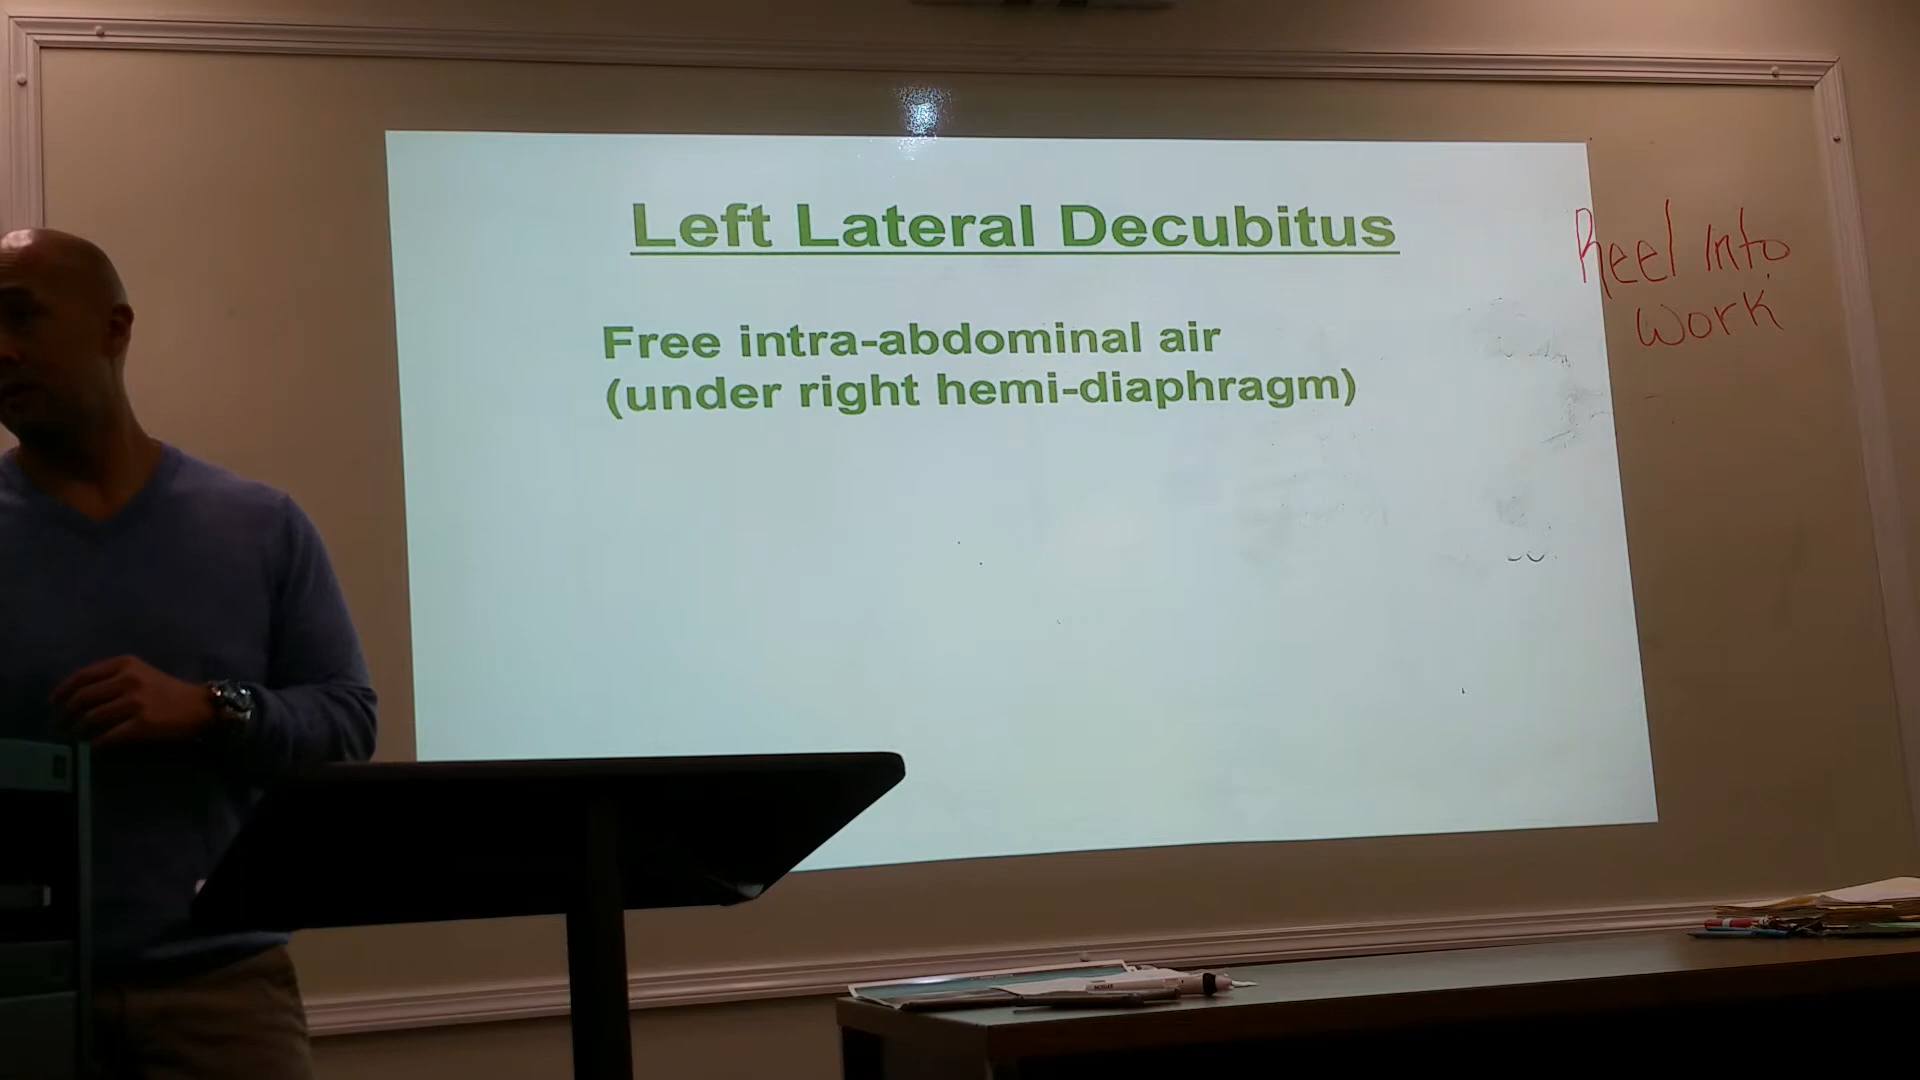 Left Lateral Decubitus
Free intra-abdominal air
(under right hemi-diaphragm)
Reel Into
Work